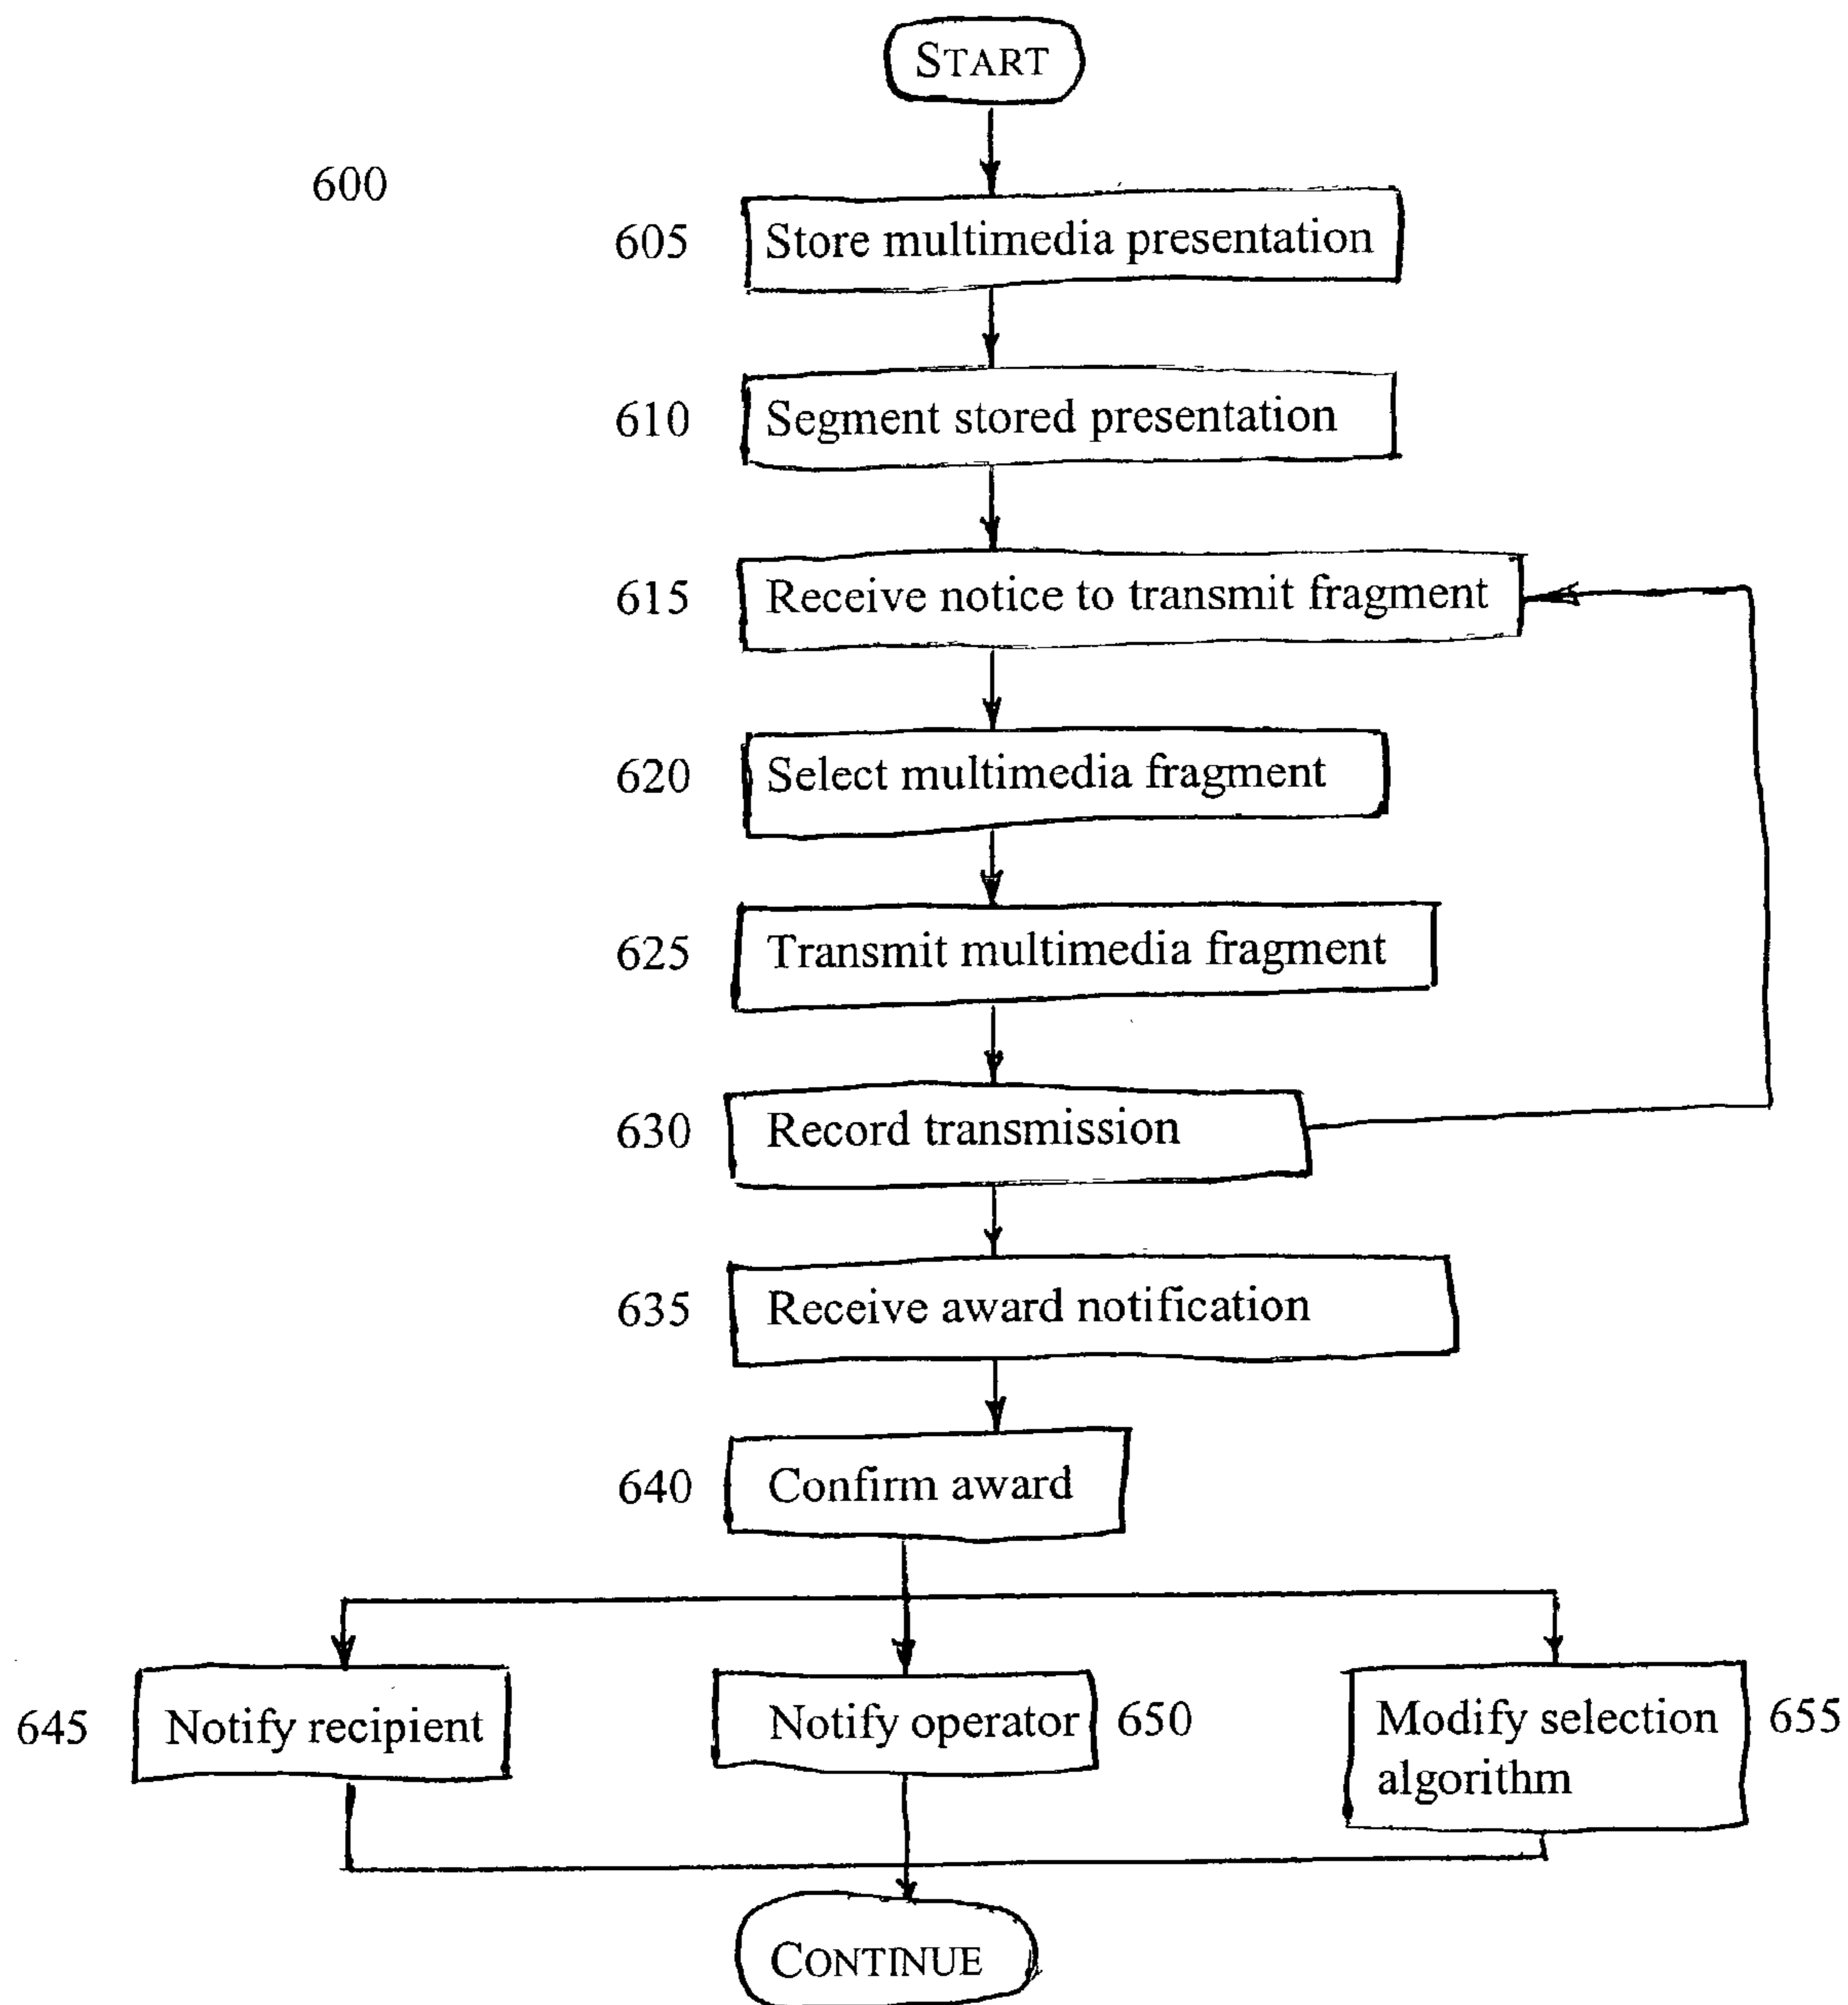 START
600
605 Store multimedia presentation
610 Segment stored presentation
615 Receive notice to transmit fragment
620 Select multimedia fragment
625 Transmit multimedia fragment
630 Record transmission
635 Receive award notification
640 Confirm award
645 Notify recipient Notify operator 650 Modify selection 655
algorithm
CONTINUE